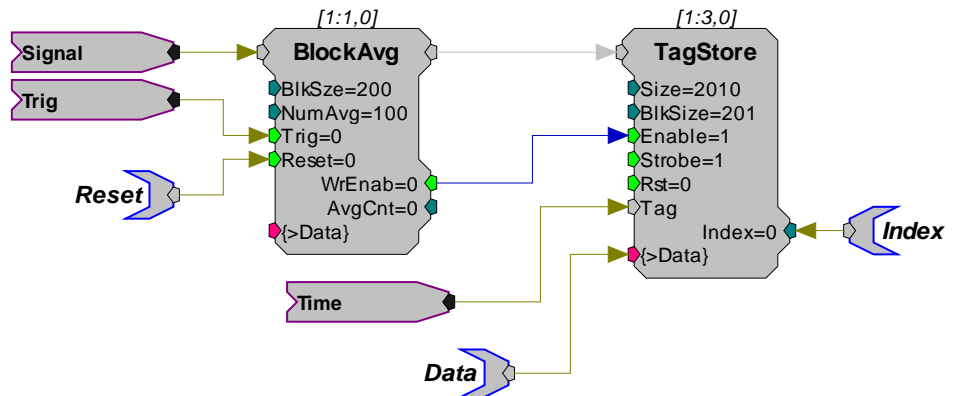 [1:1,0]
[1:3,0]
Signal
BlockAvg
TagStore
BlkSze=200
Size=2010
Trig
NumAvg=100
BlkSize=201
Trig=0
Enable=1
Reset=0
Strobe=1
Reset
WrEnab=0
Rst=0
AvgCnt=0
Tag
{>Data}
Index=0
Index
{>Data}
Time
Data